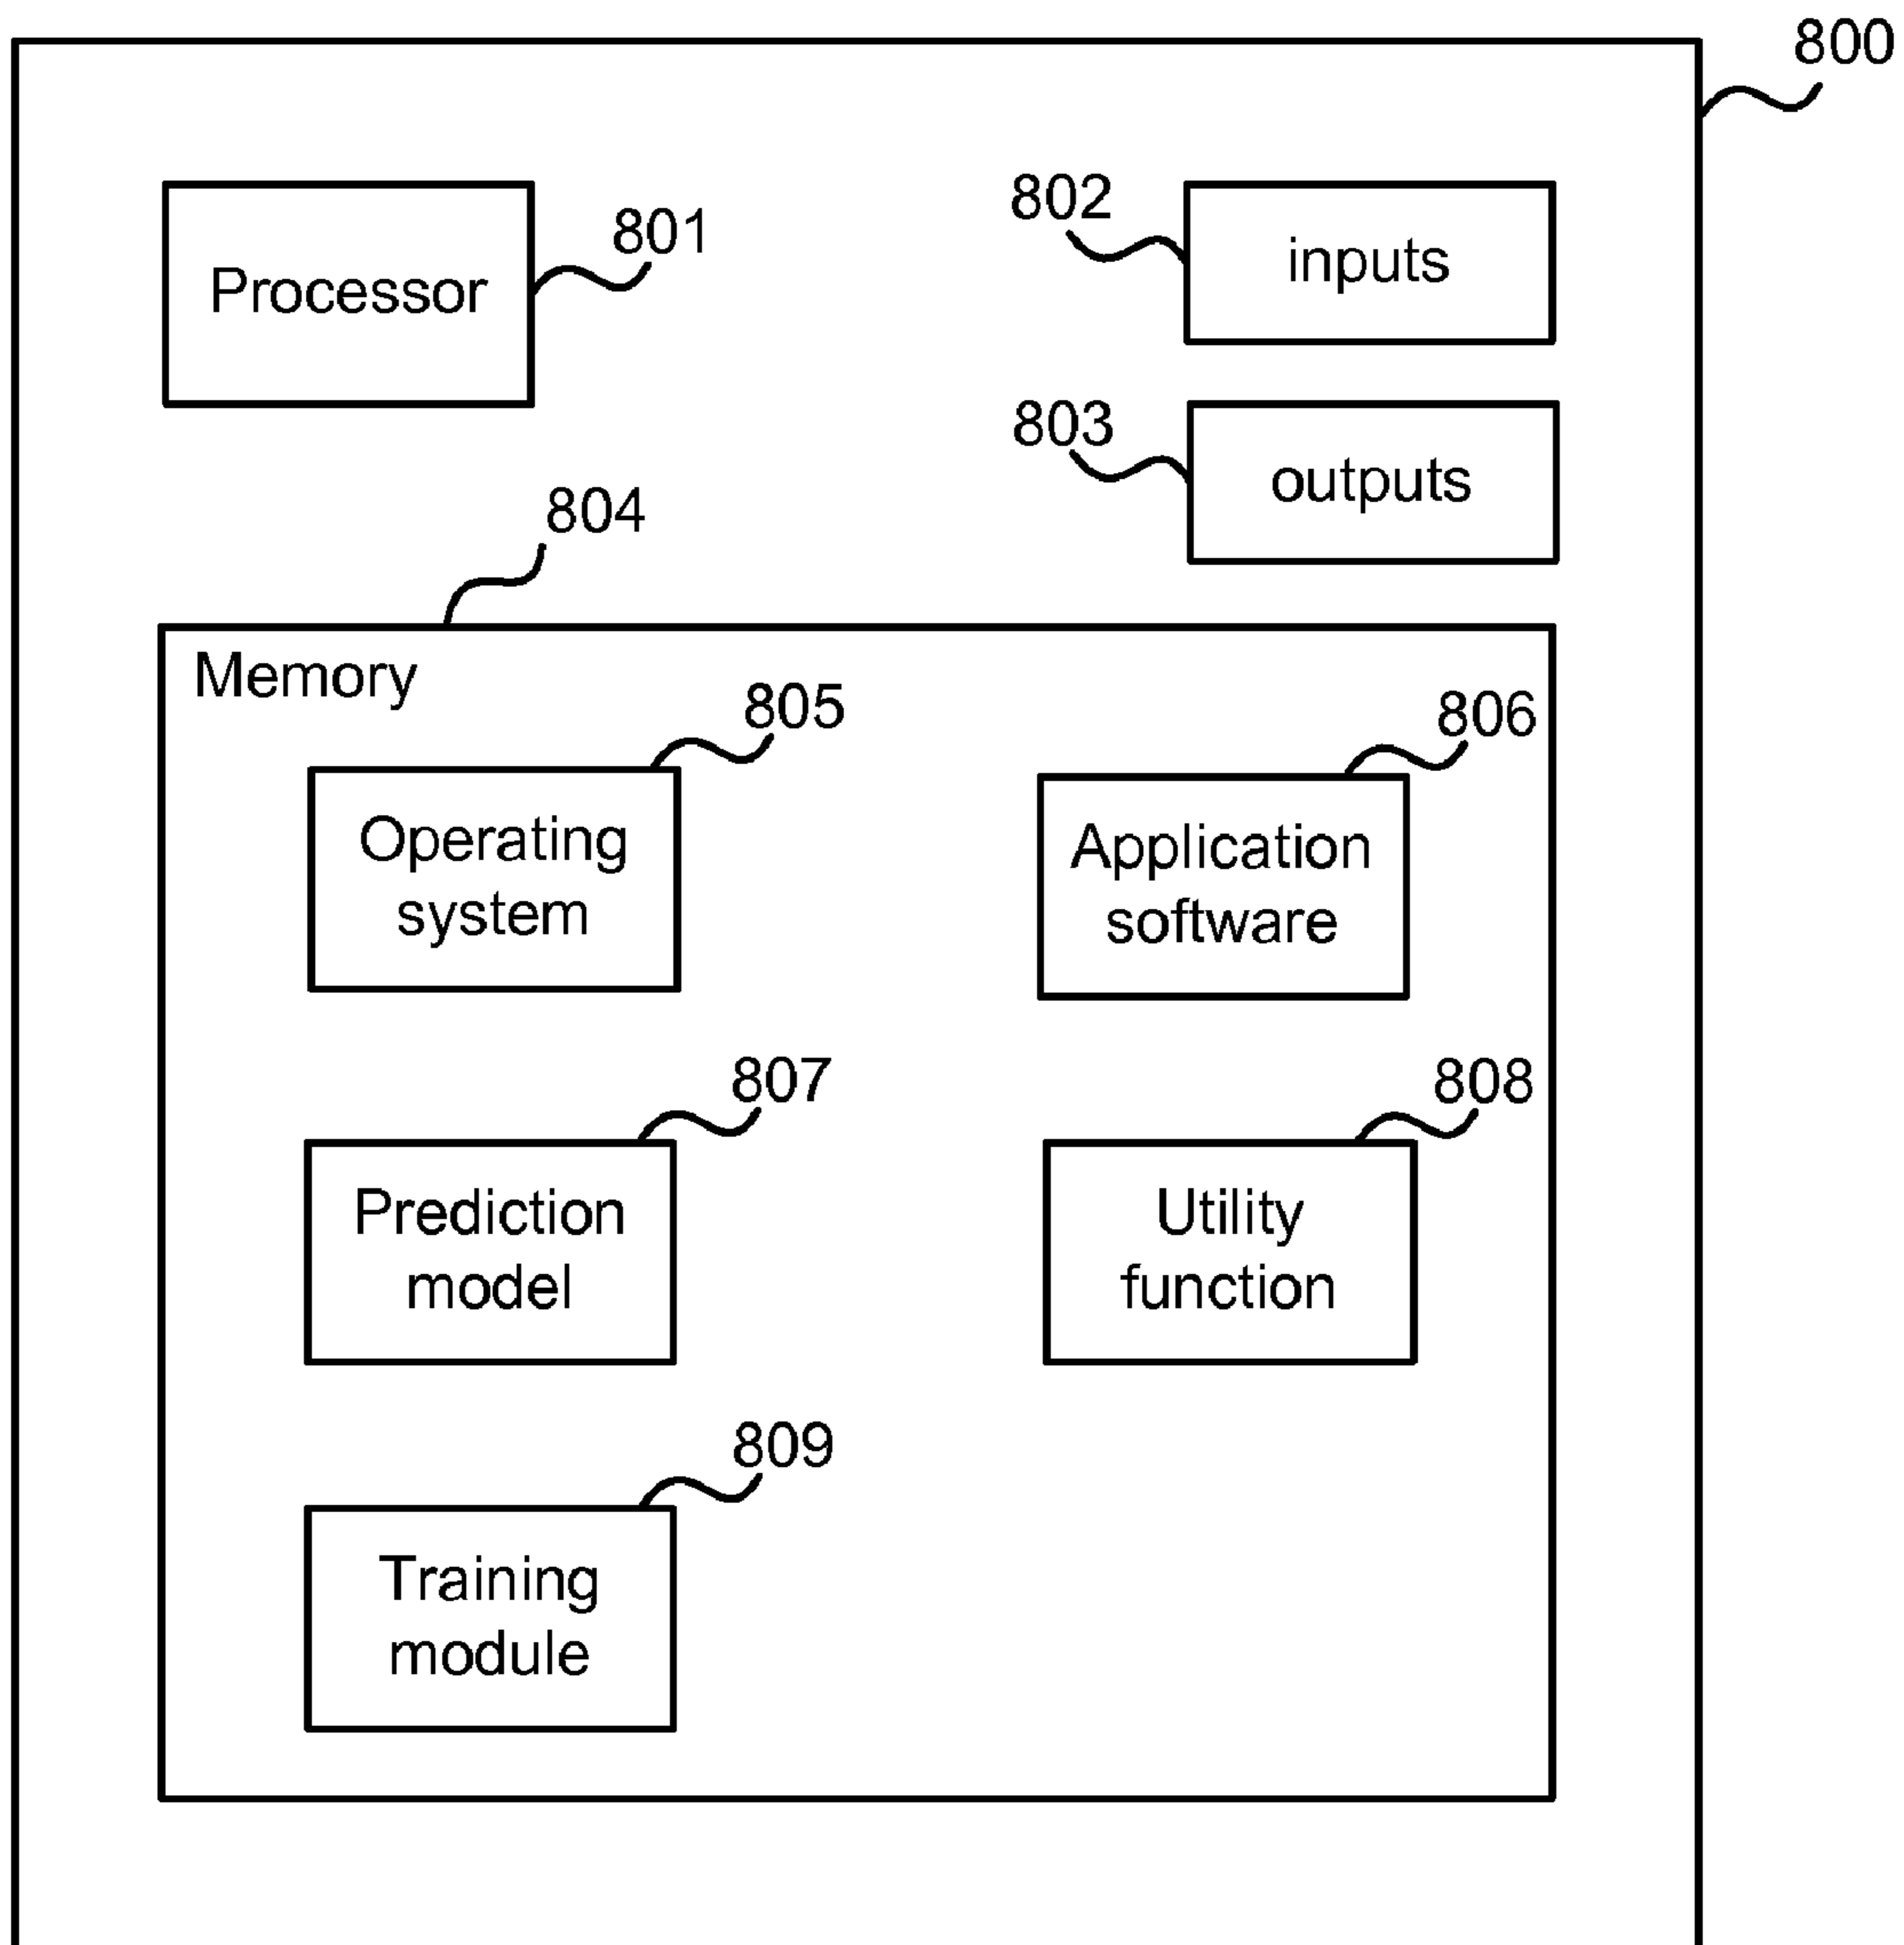 800
801
Processor
802
inputs
803
outputs
804
Memory
805
Operating
system
806
Application
software
807
Prediction
model
808
Utility
function
809
Training
module